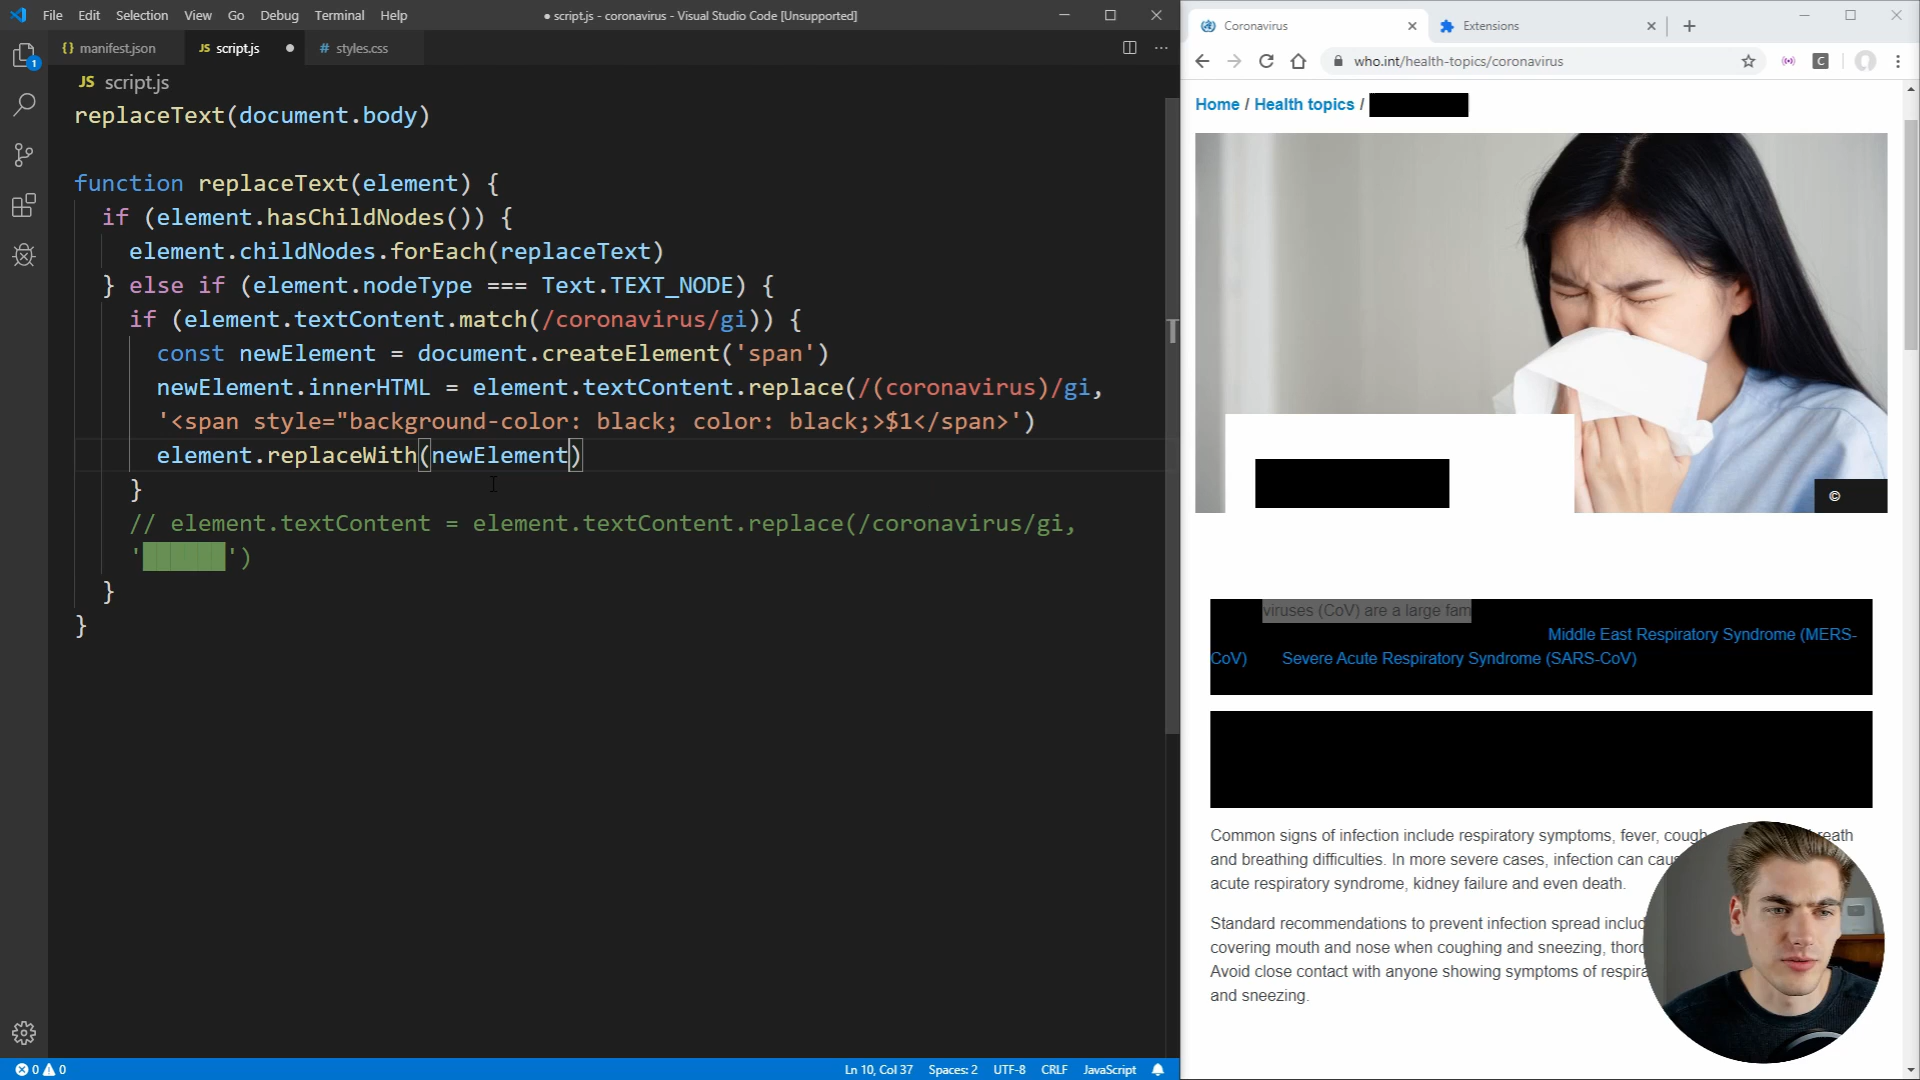 File Edit Selection View Go Debug Terminal Help
● script.js - coronavirus - Visual Studio Code [Unsupported]
{} manifest.json
JS script.js ●
# styles.css
JS script.js
replaceText(document.body)
function replaceText(element) {
if (element.hasChildNodes()) {
element.childNodes.forEach(replaceText)
} else if (element.nodeType === Text.TEXT_NODE) {
if (element.textContent.match(/coronavirus/gi)) {
const newElement = document.createElement('span')
newElement.innerHTML = element.textContent.replace(/(coronavirus)/gi,
'<span style="background-color: black; color: black;>$1</span>')
element.replaceWith(newElement)
}
// element.textContent = element.textContent.replace(/coronavirus/gi,
'██████')
}
}
1
0 0
Ln 10, Col 37 Spaces: 2 UTF-8 CRLF JavaScript
Coronavirus
Extensions
who.int/health-topics/coronavirus
C
Home / Health topics /
©
viruses (CoV) are a large fam
Middle East Respiratory Syndrome (MERS-
CoV) Severe Acute Respiratory Syndrome (SARS-CoV)
Common signs of infection include respiratory symptoms, fever, cough
and breathing difficulties. In more severe cases, infection can
acute respiratory syndrome, kidney failure and even death.
Standard recommendations to prevent infection spread
covering mouth and nose when coughing and sneezing,
Avoid close contact with anyone showing symptoms of
and sneezing.